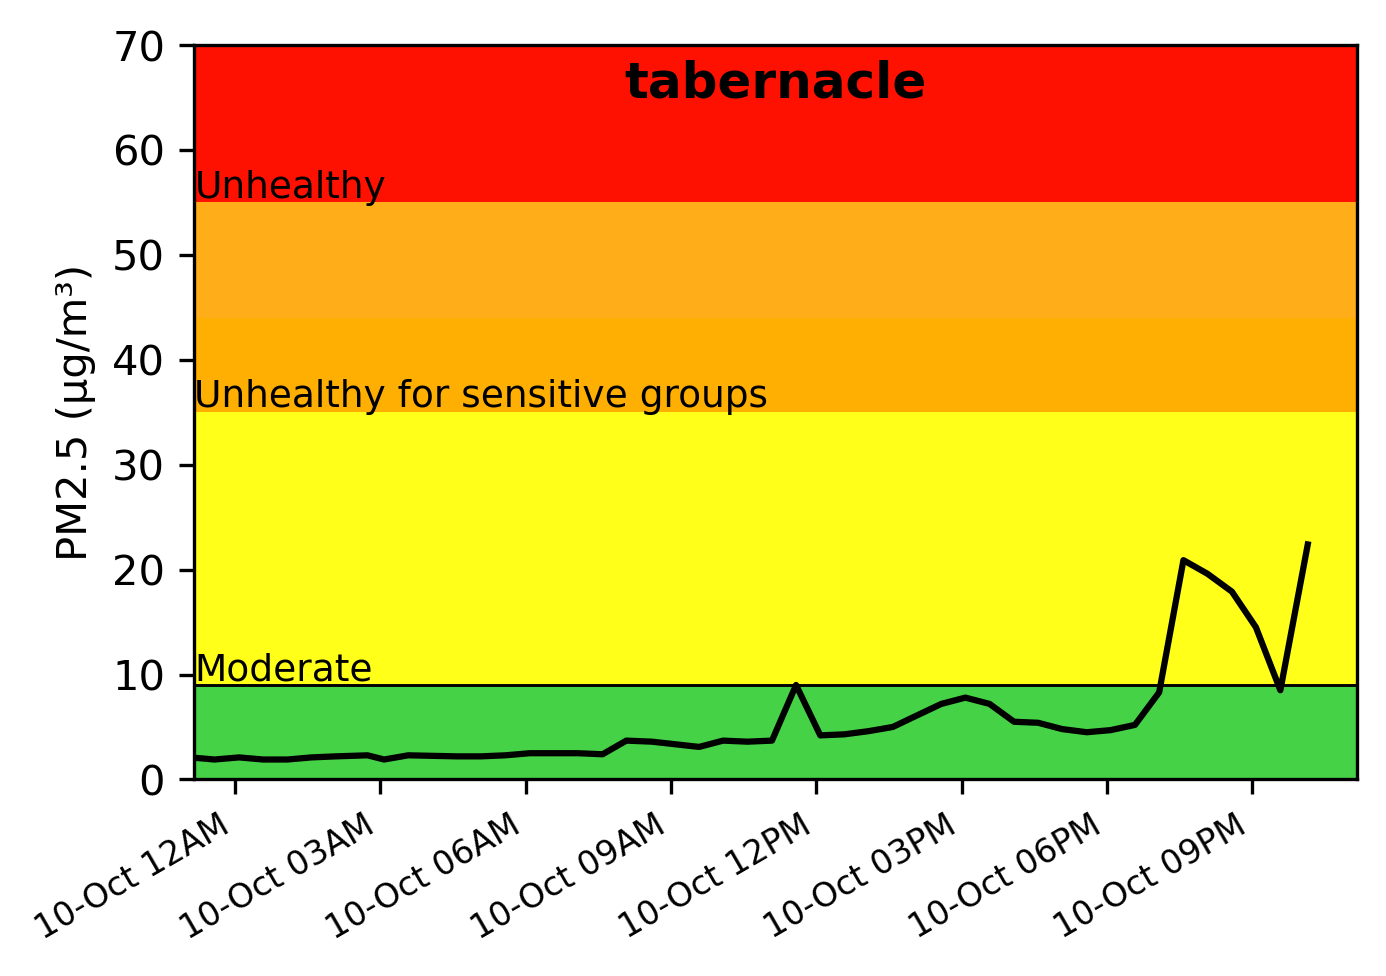 tabernacle
PM2.5 (µg/m³)
70
60
50
40
30
20
10
0
Unhealthy
Unhealthy for sensitive groups
Moderate
10-Oct 12AM
10-Oct 03AM
10-Oct 06AM
10-Oct 09AM
10-Oct 12PM
10-Oct 03PM
10-Oct 06PM
10-Oct 09PM